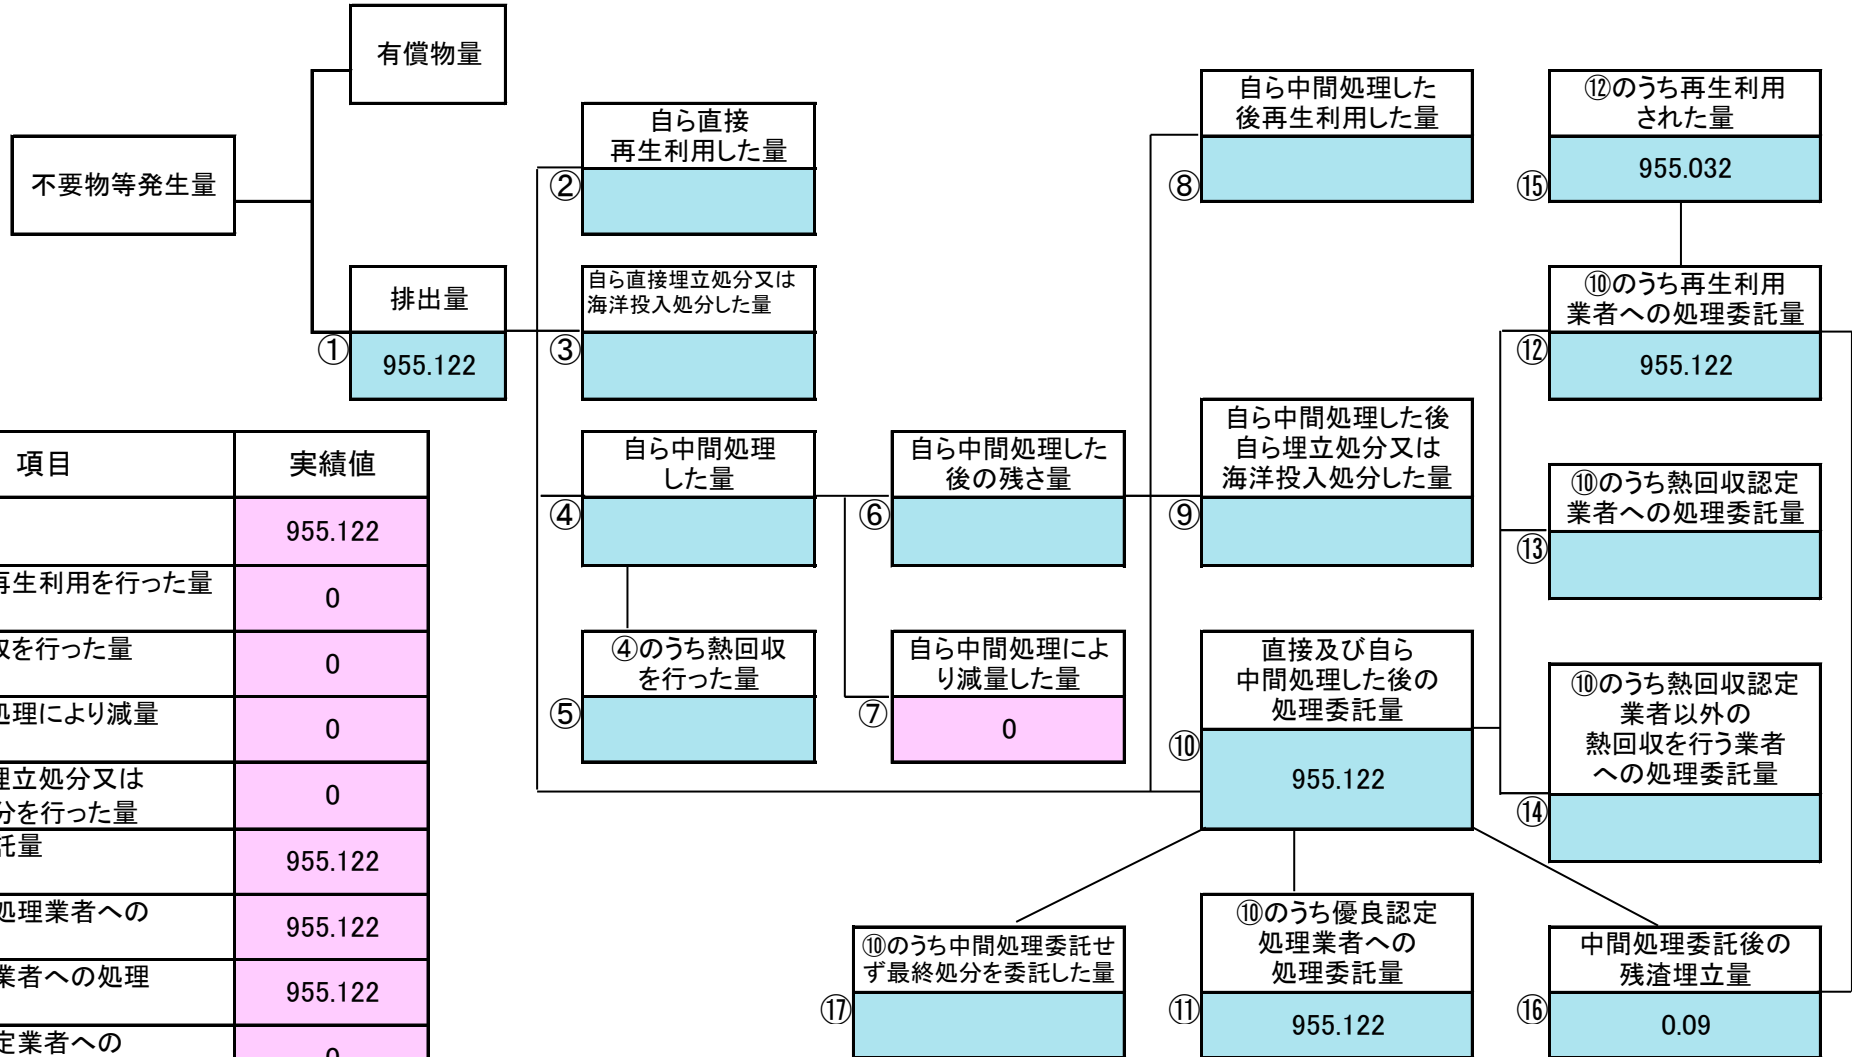 有償物量
不要物等発生量
排出量
①
955.122
自ら直接
再生利用した量
②
自ら直接埋立処分又は
海洋投入処分した量
③
自ら中間処理
した量
④
④のうち熱回収
を行った量
⑤
自ら中間処理した
後の残さ量
⑥
自ら中間処理によ
り減量した量
⑦
0
自ら中間処理した
後再生利用した量
⑧
自ら中間処理した後
自ら埋立処分又は
海洋投入処分した量
⑨
直接及び自ら
中間処理した後の
処理委託量
⑩
955.122
⑫のうち再生利用
された量
⑮
955.032
⑩のうち再生利用
業者への処理委託量
⑫
955.122
⑩のうち熱回収認定
業者への処理委託量
⑬
⑩のうち熱回収認定
業者以外の
熱回収を行う業者
への処理委託量
⑭
⑩のうち中間処理委託せ
ず最終処分を委託した量
⑰
⑩のうち優良認定
処理業者への
処理委託量
⑪
955.122
中間処理委託後の
残渣埋立量
⑯
0.09
項目 実績値
955.122
再生利用を行った量 0
を行った量 0
処理により減量 0
埋立処分又は
を行った量 0
託量 955.122
処理業者への 955.122
業者への処理 955.122
定業者への